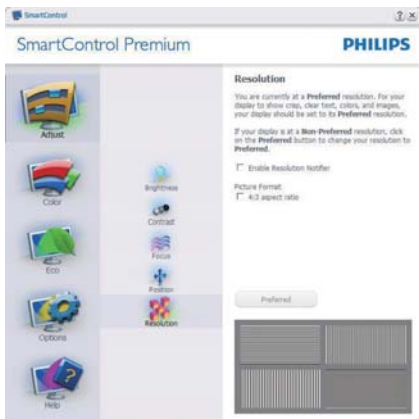 SmartControl
SmartControl Premium
PHILIPS
Adjust
Color
Eco
Options
Help
Brightness
Contrast
Focus
Position
Resolution
Resolution
You are currently at a Preferred resolution. For your
display to show crisp, clear text, colors, and images,
your display should be set to its Preferred resolution.
If your display is at a Non-Preferred resolution, click
on the Preferred button to change your resolution to
Preferred.
Enable Resolution Notifier
Picture Format
4:3 aspect ratio
Preferred